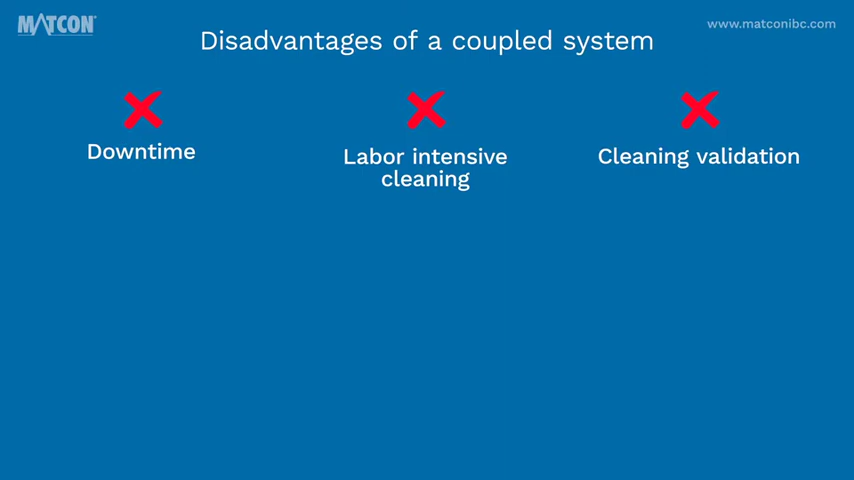 MATCON
www.matconibc.com
Disadvantages of a coupled system
Downtime
Labor intensive
cleaning
Cleaning validation